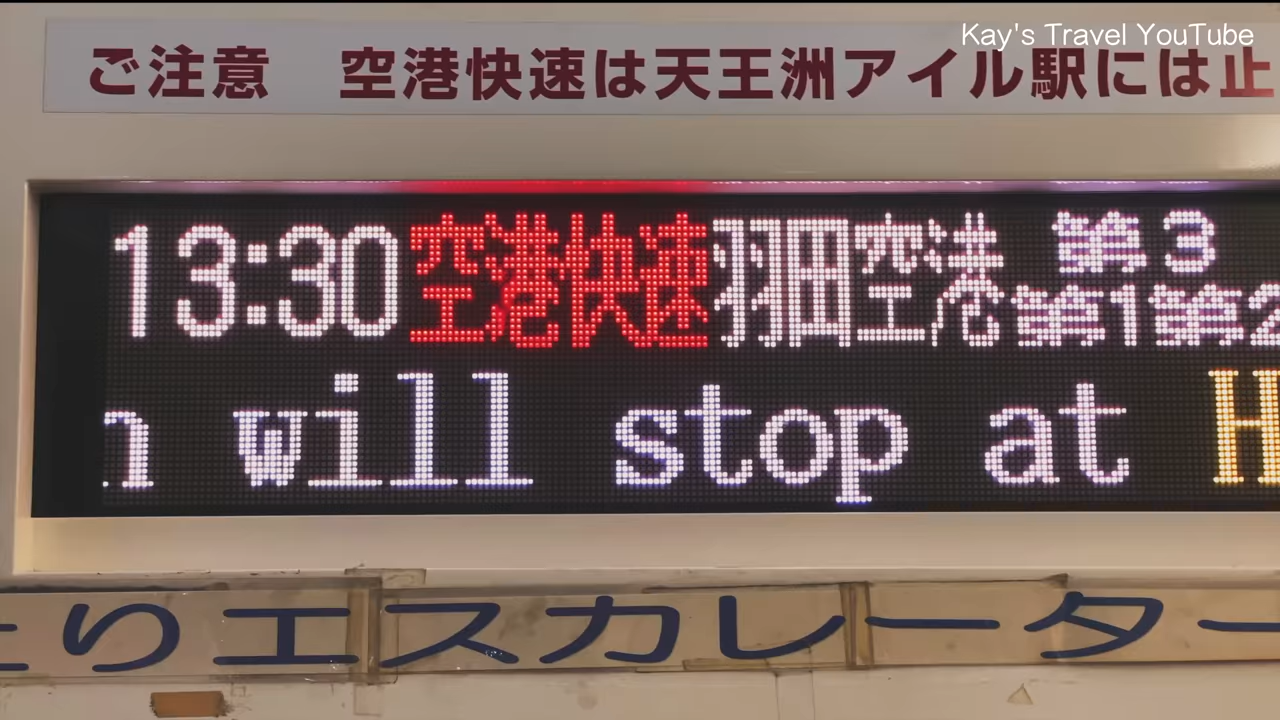 Kay's Travel YouTube
ご注意 空港快速は天王洲アイル駅には止
13:30 空港快速 羽田空港 第3 第1第2
n will stop at H
りエスカレーター